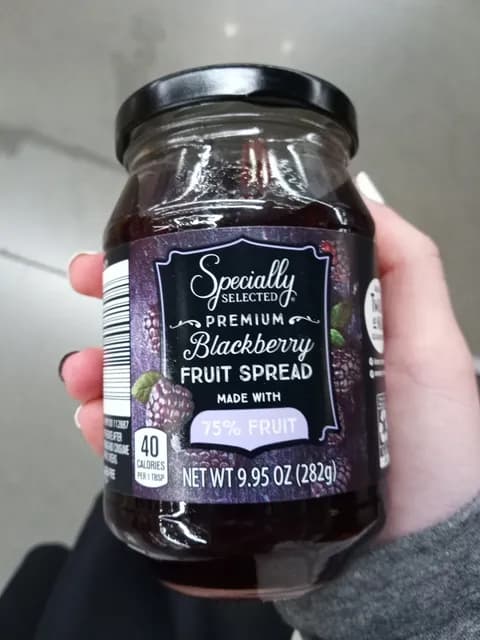 Specially
SELECTED
PREMIUM
Blackberry
FRUIT SPREAD
MADE WITH
75% FRUIT
40
CALORIES
PER 1 TBSP
NET WT 9.95 OZ (282g)